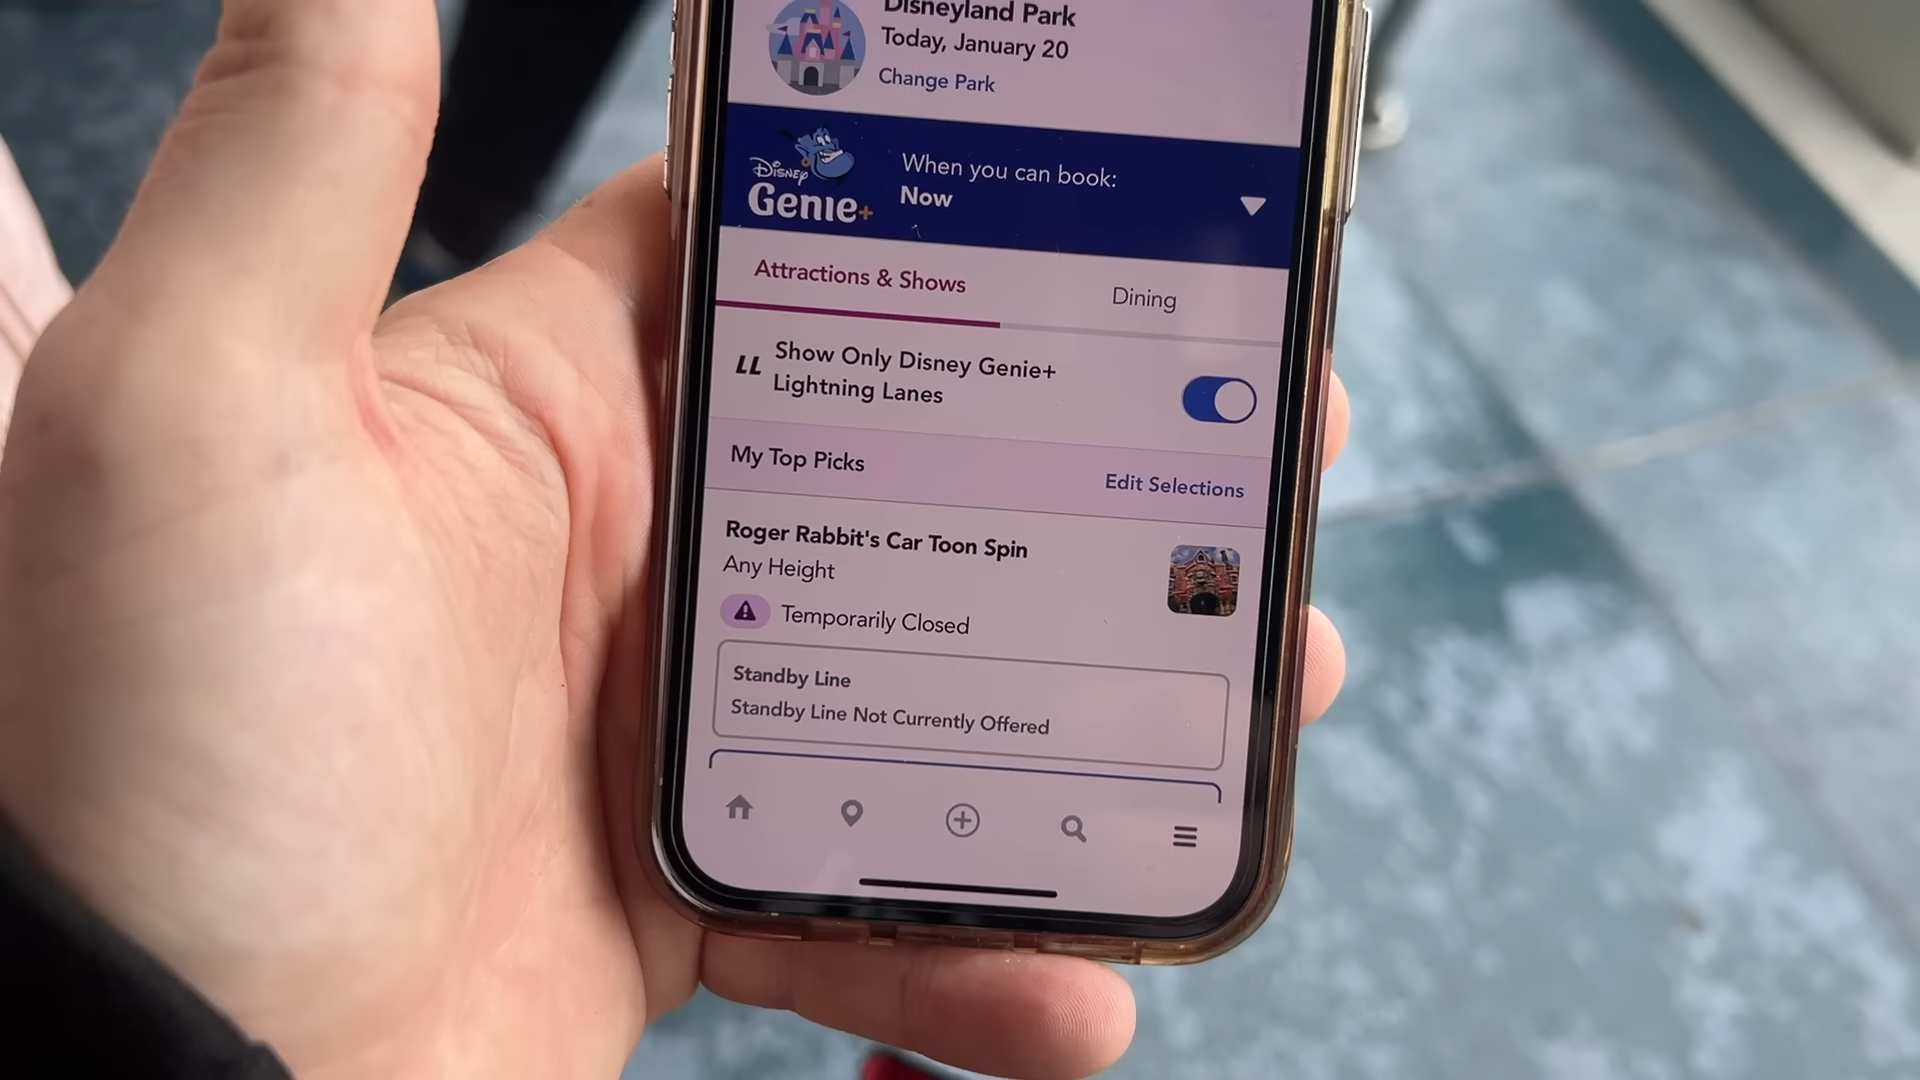 Disneyland Park
Today, January 20
Change Park
Disney
Genie+
When you can book:
Now
Attractions & Shows
Dining
LL
Show Only Disney Genie+
Lightning Lanes
My Top Picks
Edit Selections
Roger Rabbit's Car Toon Spin
Any Height
Temporarily Closed
Standby Line
Standby Line Not Currently Offered